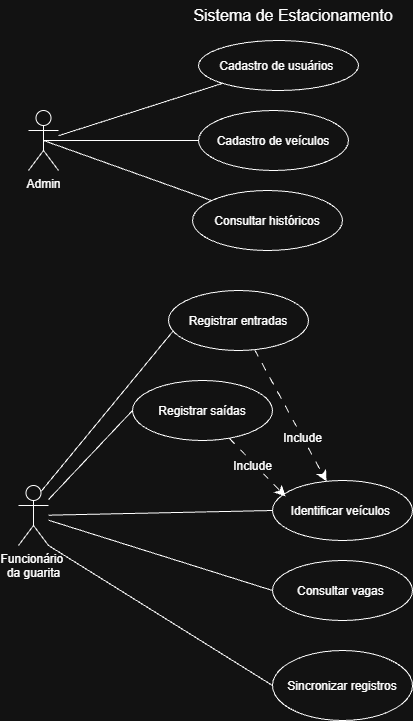 Sistema de Estacionamento
Cadastro de usuários
Cadastro de veículos
Admin
Consultar históricos
Registrar entradas
Registrar saídas
Include
Include
Identificar veículos
Funcionário
da guarita
Consultar vagas
Sincronizar registros